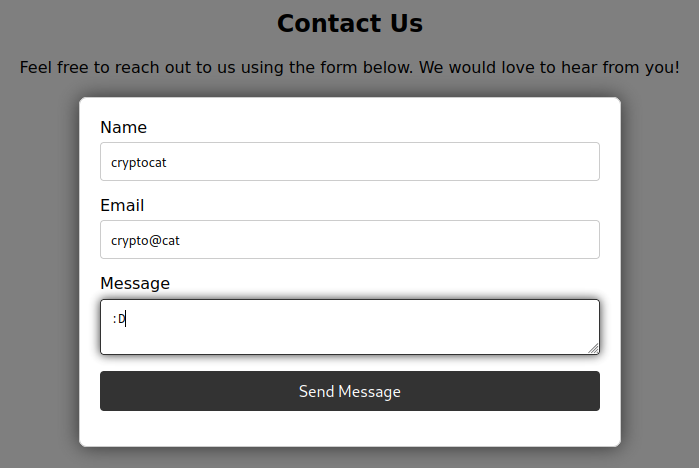 Contact Us
Feel free to reach out to us using the form below. We would love to hear from you!
Name
cryptocat
Email
crypto@cat
Message
:D
Send Message